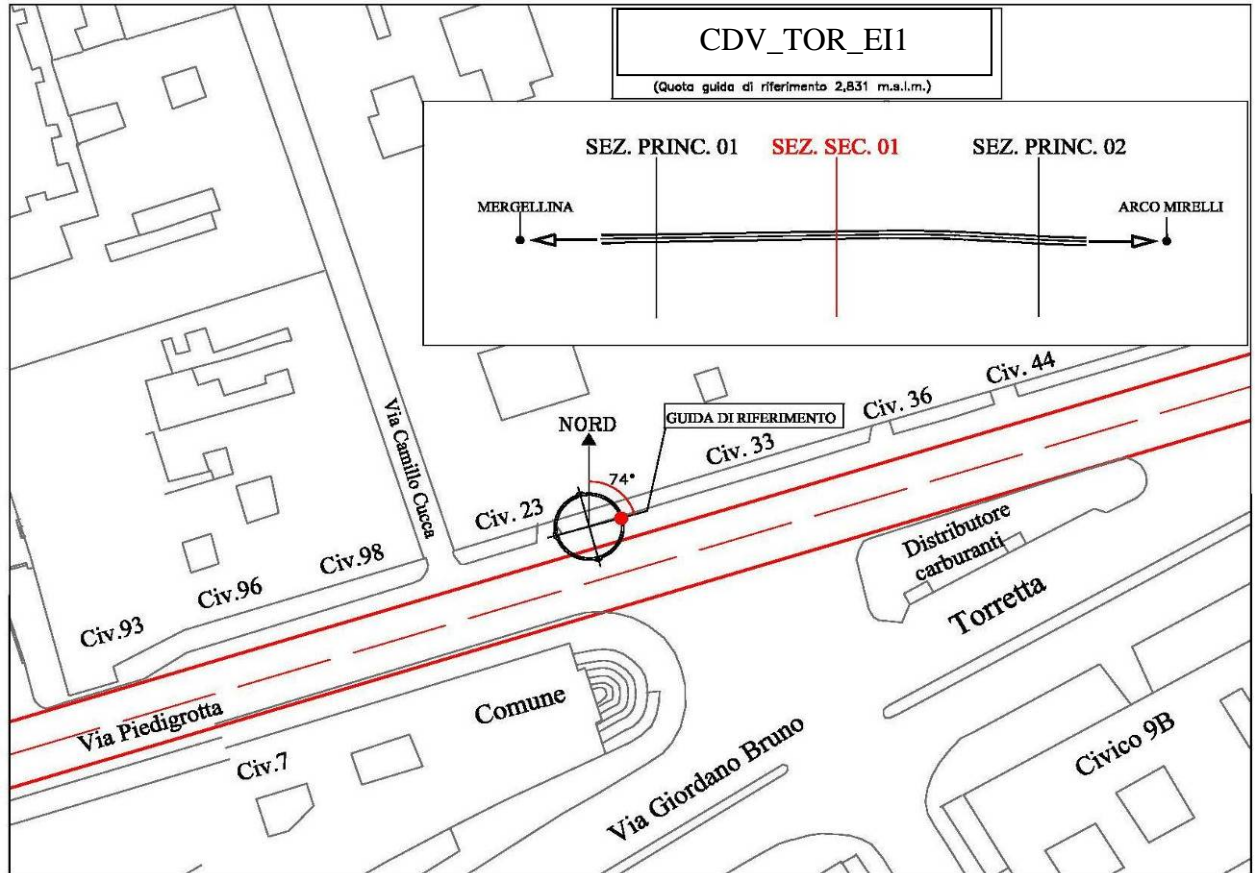 CDV_TOR_EI1
(Quota guida di riferimento 2,831 m.s.l.m.)
SEZ. PRINC. 01
SEZ. SEC. 01
SEZ. PRINC. 02
MERGELLINA
ARCO MIRELLI
Civ. 44
Civ. 36
GUIDA DI RIFERIMENTO
NORD
Via Camillo Cucca
Civ. 33
74°
Civ. 23
Distributore
carburanti
Civ.98
Civ.96
Torretta
Civ.93
Comune
Via Piedigrotta
Civ.7
Via Giordano Bruno
Civico 9B